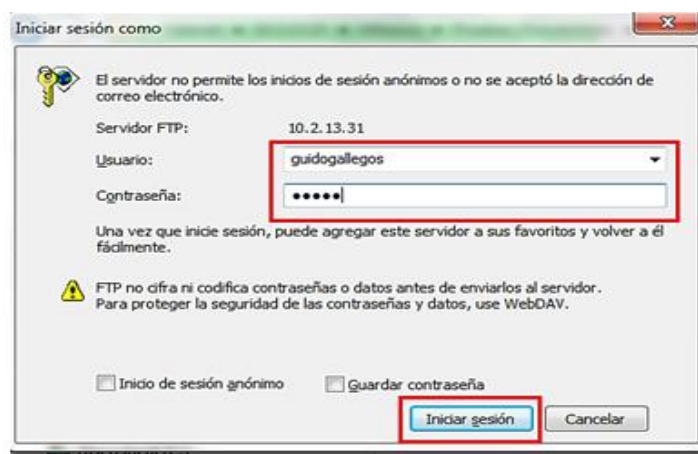 Iniciar sesión como
El servidor no permite los inicios de sesión anónimos o no se aceptó la dirección de
correo electrónico.
Servidor FTP: 10.2.13.31
Usuario: guidogallegos
Contraseña: •••••
Una vez que inicie sesión, puede agregar este servidor a sus favoritos y volver a él
fácilmente.
FTP no cifra ni codifica contraseñas o datos antes de enviarlos al servidor.
Para proteger la seguridad de las contraseñas y datos, use WebDAV.
Inicio de sesión anónimo Guardar contraseña
Iniciar sesión Cancelar